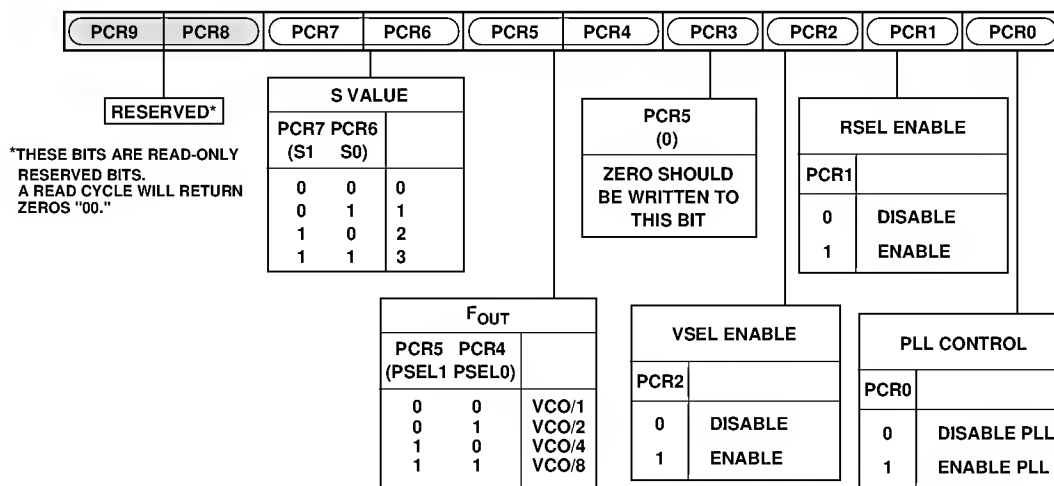 PCR9 PCR8 PCR7 PCR6 PCR5 PCR4 PCR3 PCR2 PCR1 PCR0
RESERVED*
*THESE BITS ARE READ-ONLY
RESERVED BITS.
A READ CYCLE WILL RETURN
ZEROS "00."
S VALUE
PCR7 PCR6
(S1 S0)
0 0 0
0 1 1
1 0 2
1 1 3
PCR5
(0)
ZERO SHOULD
BE WRITTEN TO
THIS BIT
RSEL ENABLE
PCR1
0 DISABLE
1 ENABLE
FOUT
PCR5 PCR4
(PSEL1 PSEL0)
0 0 VCO/1
0 1 VCO/2
1 0 VCO/4
1 1 VCO/8
VSEL ENABLE
PCR2
0 DISABLE
1 ENABLE
PLL CONTROL
PCR0
0 DISABLE PLL
1 ENABLE PLL